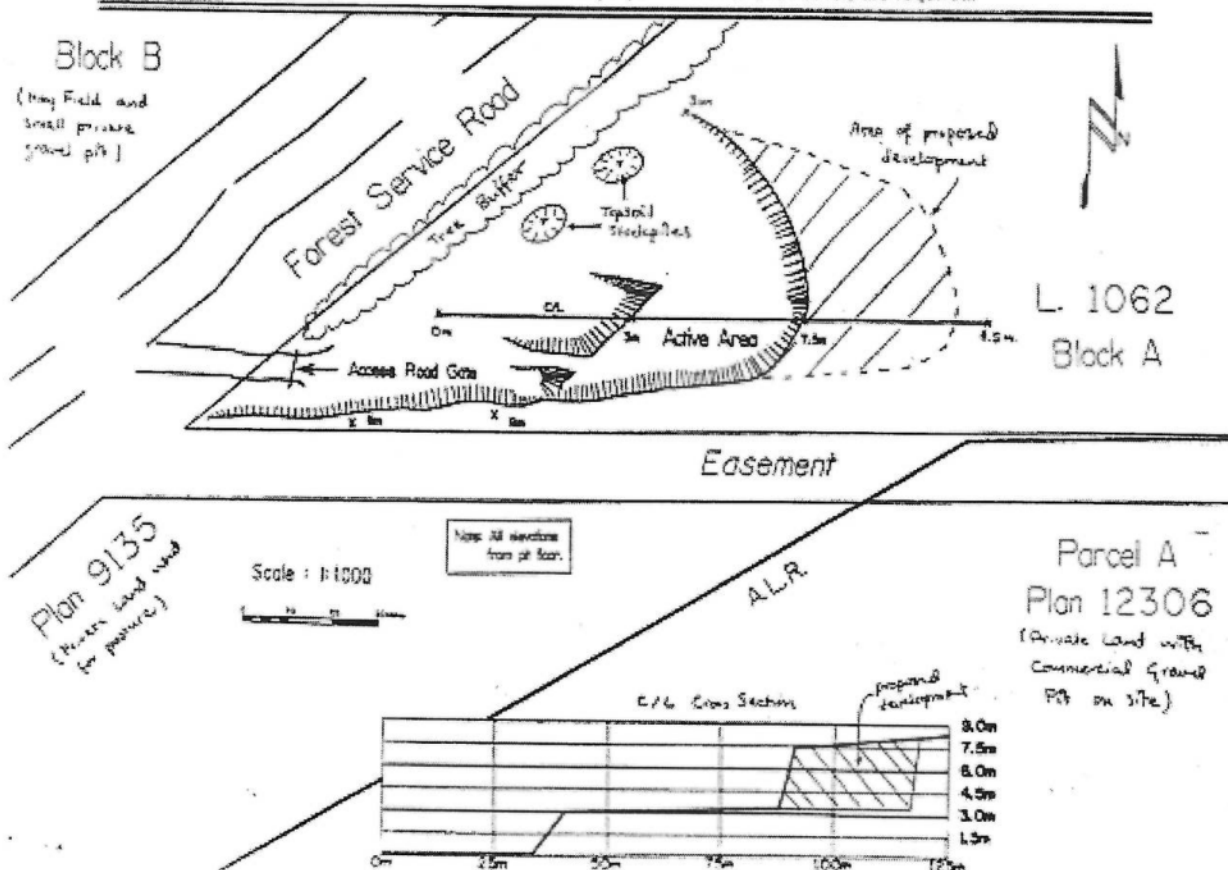 Block B
(Hay Field and
small private
gravel pit)
Forest Service Road
Tree Buffer
Topsoil
Stockpiles
3m
Area of proposed
development
N
L. 1062
Block A
C/L
0m
3m
Active Area
7.5m
Access Road Gate
X 8m
X 8m
Easement
Plan 9135
(Private Land used
for pasture)
Scale : 1:1000
Note: All elevations
from pit floor.
A.L.R.
Parcel A
Plan 12306
(Private Land with
Commercial Gravel
Pit on site)
C/L Cross Section
proposed
development
9.0m
7.5m
6.0m
4.5m
3.0m
1.5m
0m
25m
50m
75m
100m
125m